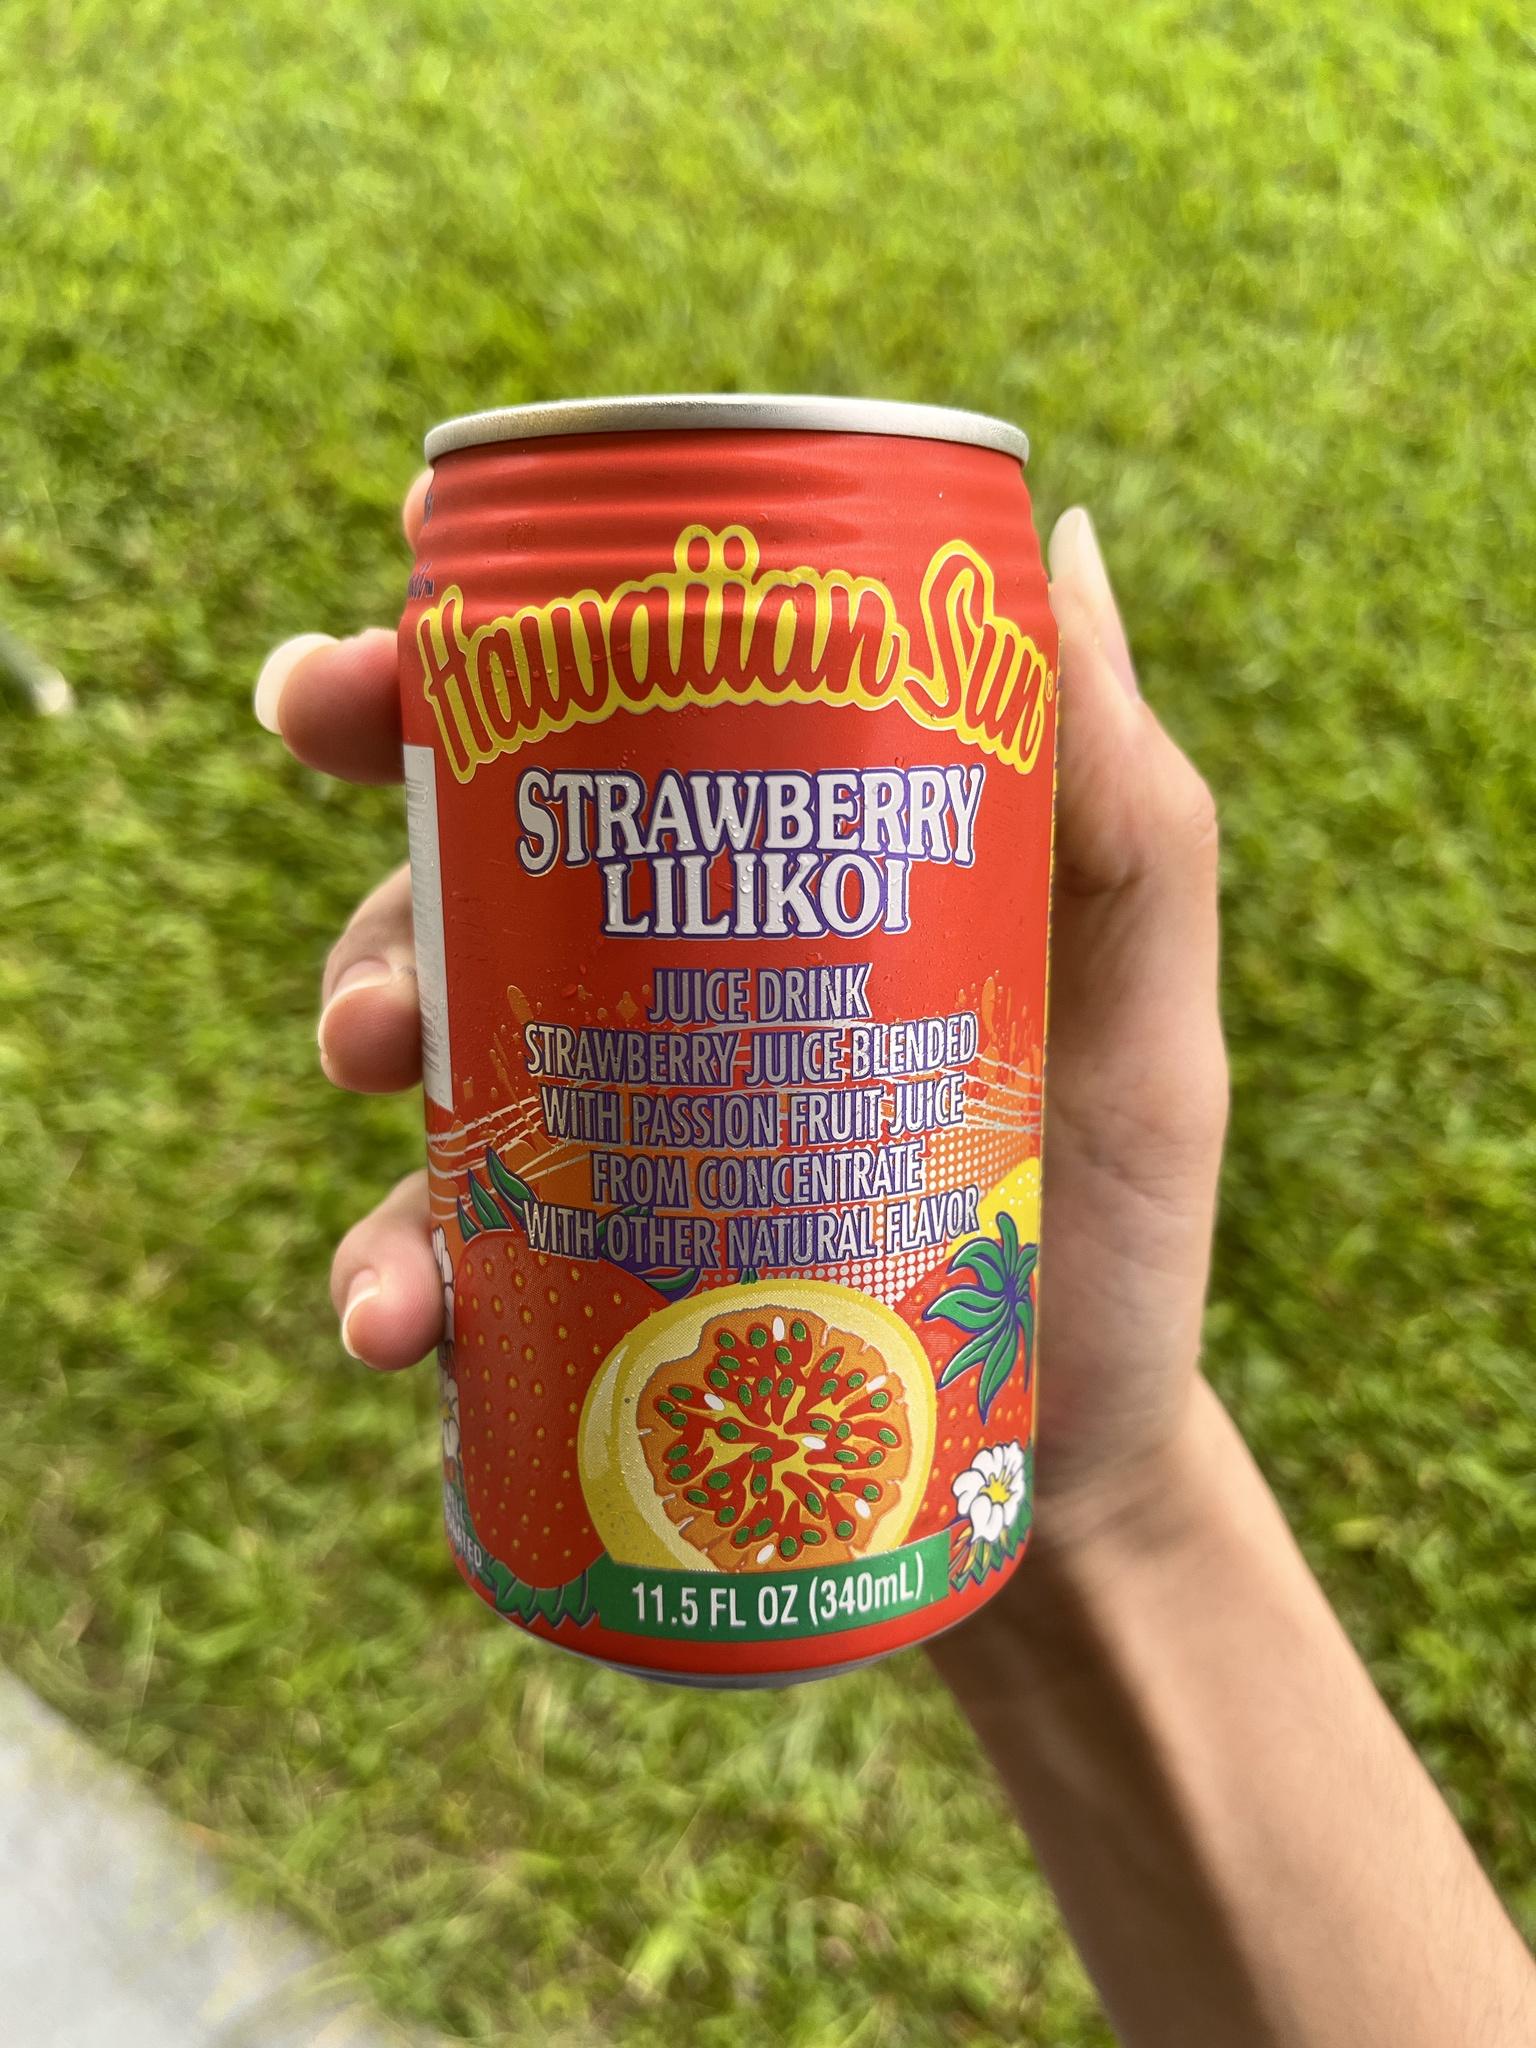 Hawaiian Sun®
STRAWBERRY
LILIKOI
JUICE DRINK
STRAWBERRY JUICE BLENDED
WITH PASSION FRUIT JUICE
FROM CONCENTRATE
WITH OTHER NATURAL FLAVOR
11.5 FL OZ (340mL)